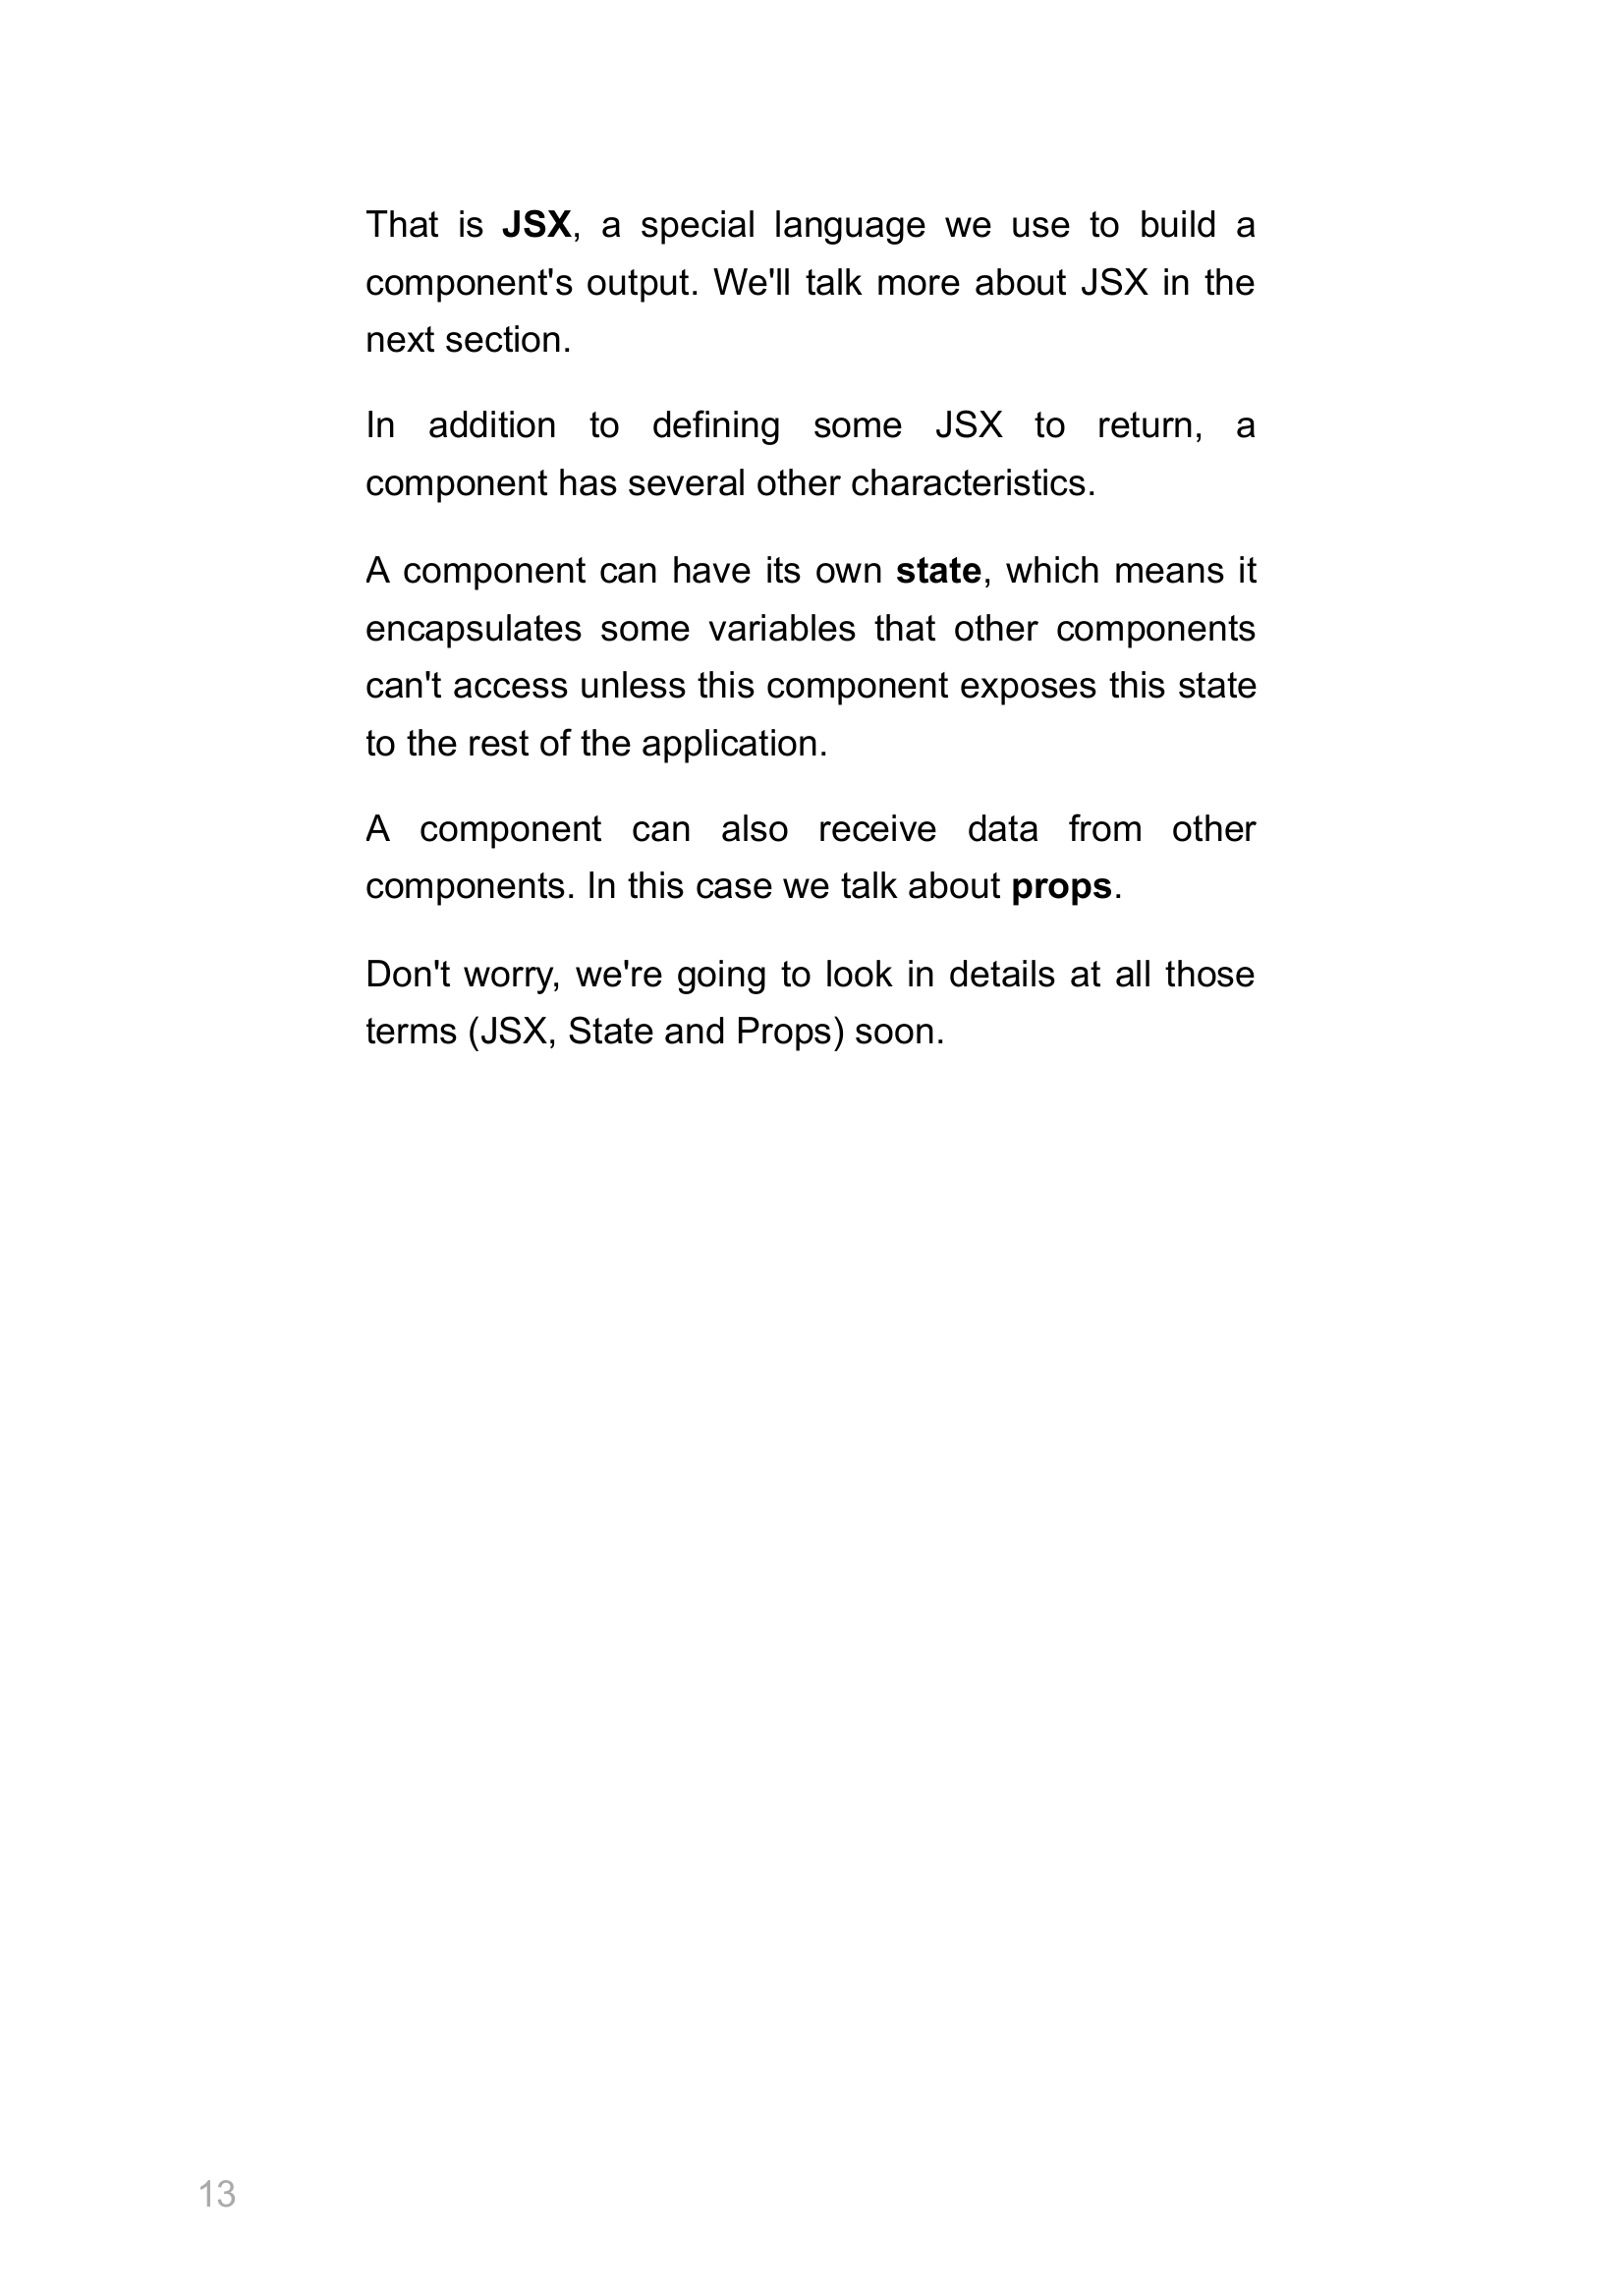 That is JSX, a special language we use to build a
component's output. We'll talk more about JSX in the
next section.
In addition to defining some JSX to return, a
component has several other characteristics.
A component can have its own state, which means it
encapsulates some variables that other components
can't access unless this component exposes this state
to the rest of the application.
A component can also receive data from other
components. In this case we talk about props.
Don't worry, we're going to look in details at all those
terms (JSX, State and Props) soon.
13